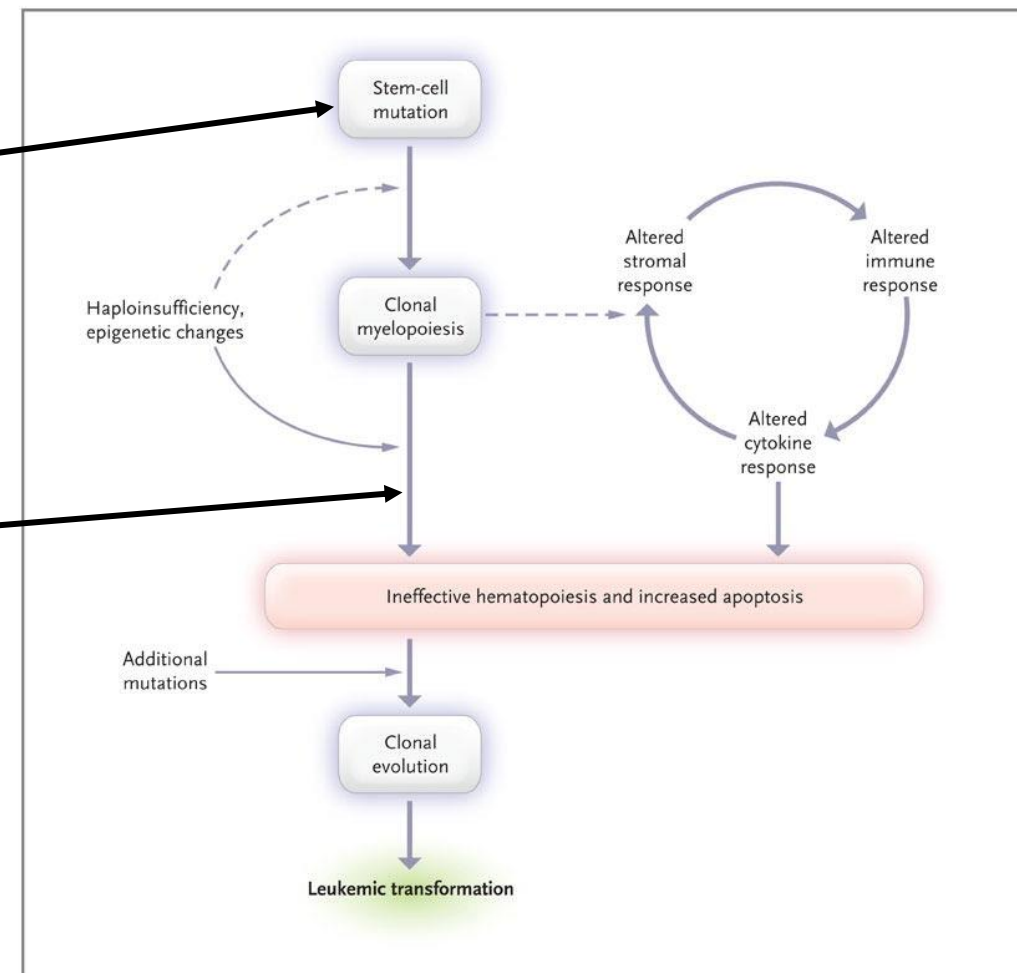 Stem-cell
mutation
Altered
stromal
response
Altered
immune
response
Haploinsufficiency,
epigenetic changes
Clonal
myelopoiesis
Altered
cytokine
response
Ineffective hematopoiesis and increased apoptosis
Additional
mutations
Clonal
evolution
Leukemic transformation